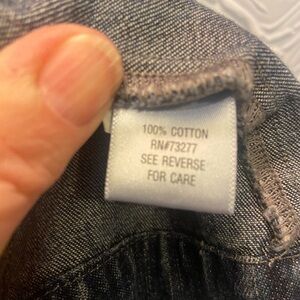 100% COTTON
RN#73277
SEE REVERSE
FOR CARE